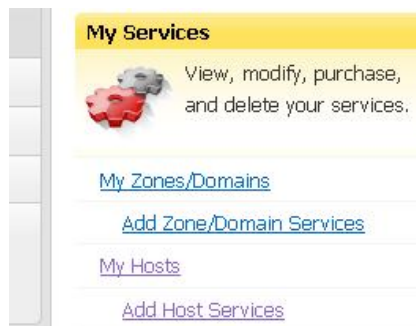 My Services
View, modify, purchase,
and delete your services.
My Zones/Domains
Add Zone/Domain Services
My Hosts
Add Host Services